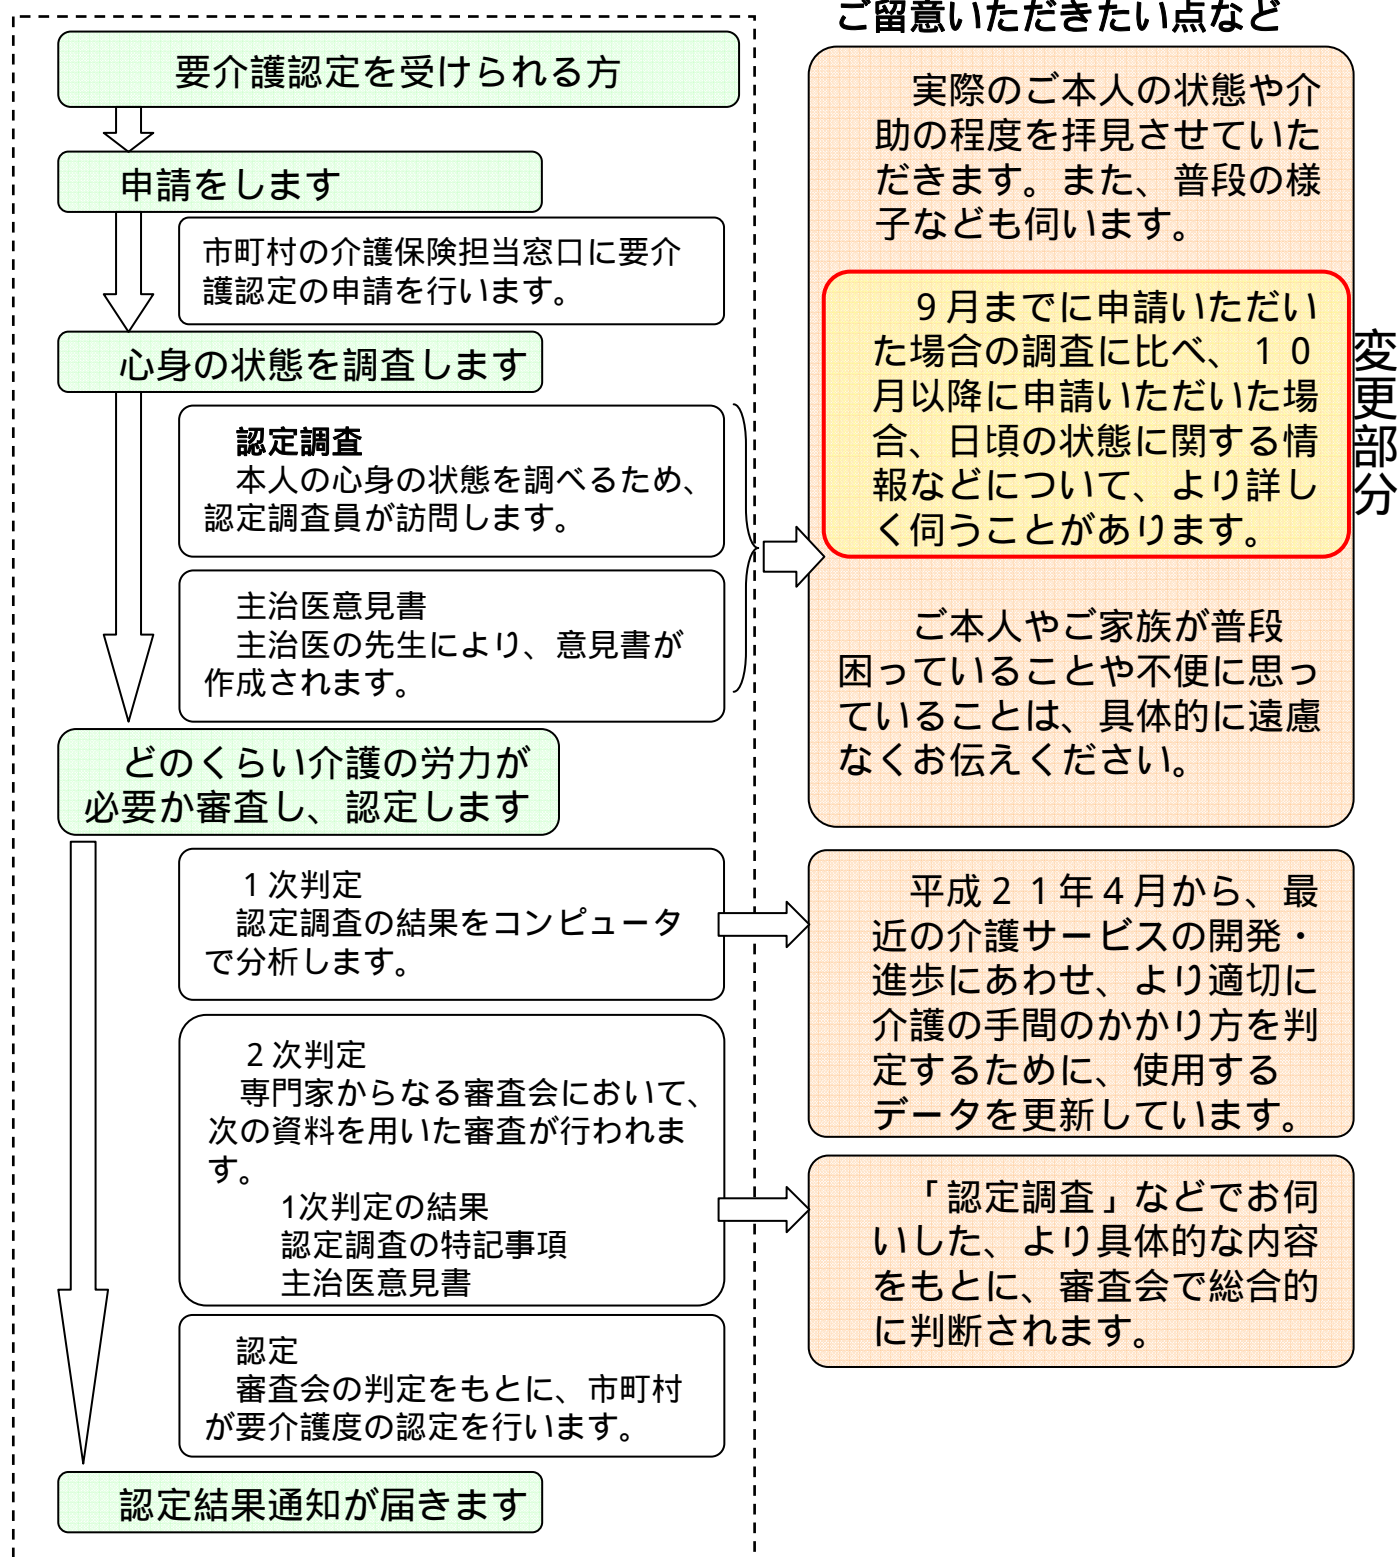 要介護認定を受けられる方
申請をします
市町村の介護保険担当窓口に要介
護認定の申請を行います。
心身の状態を調査します
認定調査
本人の心身の状態を調べるため、
認定調査員が訪問します。
主治医意見書
主治医の先生により、意見書が
作成されます。
どのくらい介護の労力が
必要か審査し、認定します
１次判定
認定調査の結果をコンピュータ
で分析します。
２次判定
専門家からなる審査会において、
次の資料を用いた審査が行われま
す。
1次判定の結果
認定調査の特記事項
主治医意見書
認定
審査会の判定をもとに、市町村
が要介護度の認定を行います。
認定結果通知が届きます
ご留意いただきたい点など
実際のご本人の状態や介
助の程度を拝見させていた
だきます。また、普段の様
子なども伺います。
９月までに申請いただい
た場合の調査に比べ、１０
月以降に申請いただいた場
合、日頃の状態に関する情
報などについて、より詳し
く伺うことがあります。
変更部分
ご本人やご家族が普段
困っていることや不便に思っ
ていることは、具体的に遠慮
なくお伝えください。
平成２１年４月から、最
近の介護サービスの開発・
進歩にあわせ、より適切に
介護の手間のかかり方を判
定するために、使用する
データを更新しています。
「認定調査」などでお伺
いした、より具体的な内容
をもとに、審査会で総合的
に判断されます。